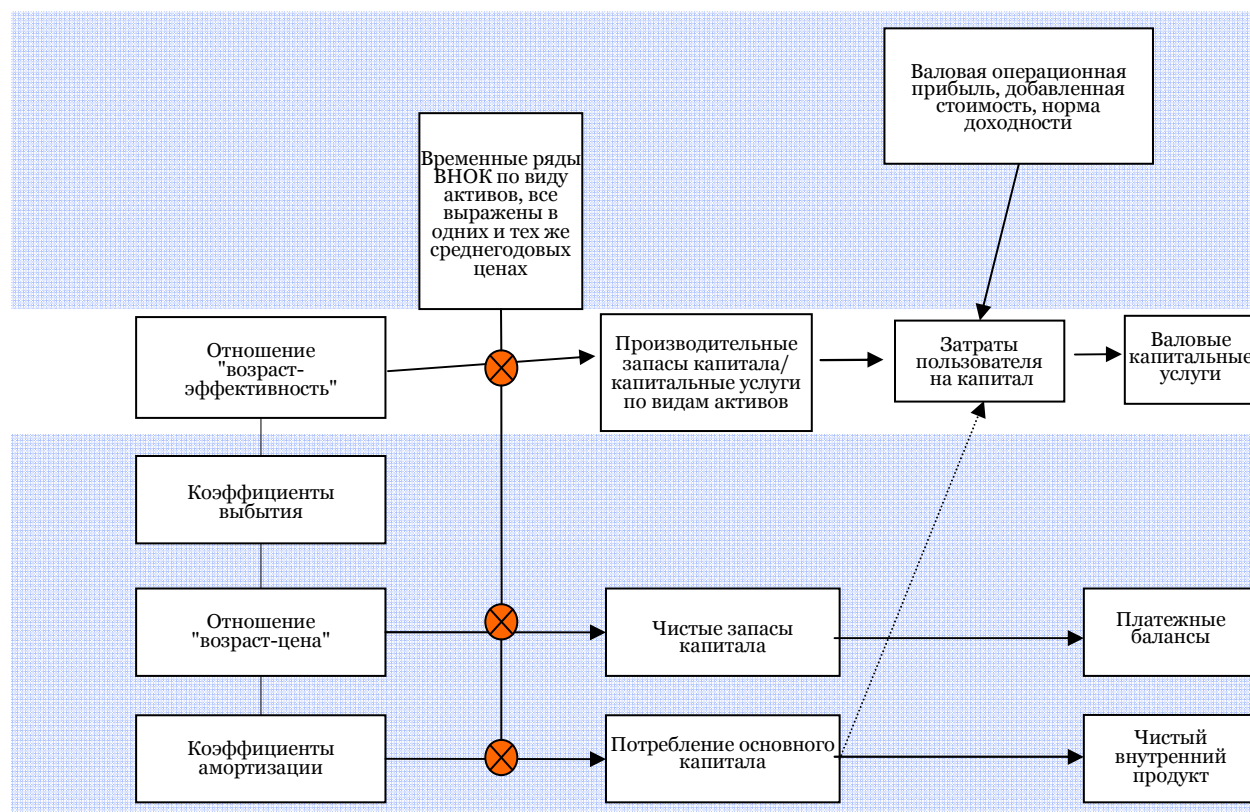 Валовая операционная
прибыль, добавленная
стоимость, норма
доходности
Временные ряды
ВНОК по виду
активов, все
выражены в
одних и тех же
среднегодовых
ценах
Отношение
"возраст-
эффективность"
Производительные
запасы капитала/
капитальные услуги
по видам активов
Затраты
пользователя
на капитал
Валовые
капитальные
услуги
Коэффициенты
выбытия
Отношение
"возраст-цена"
Чистые запасы
капитала
Платежные
балансы
Коэффициенты
амортизации
Потребление основного
капитала
Чистый
внутренний
продукт